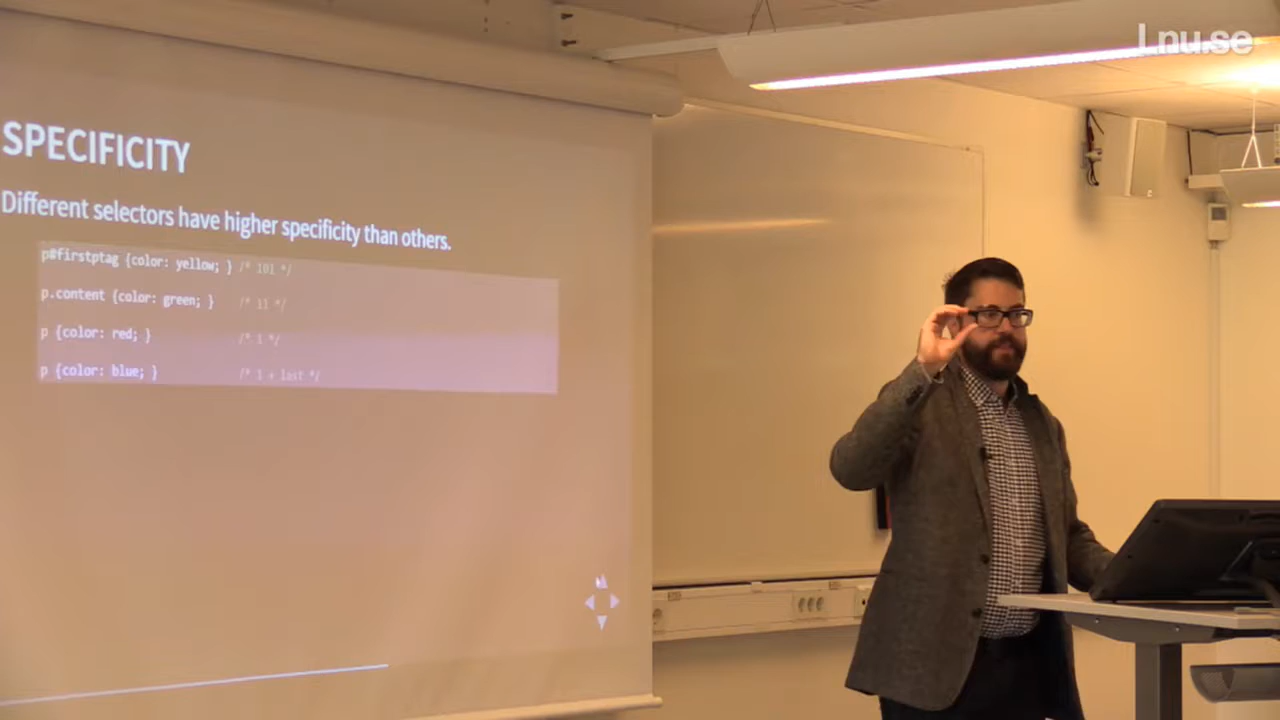 Lnu.se
SPECIFICITY
Different selectors have higher specificity than others.
p#firstptag {color: yellow; } /* 101 */
p.content {color: green; } /* 11 */
p {color: red; } /* 1 */
p {color: blue; } /* 1 + last */